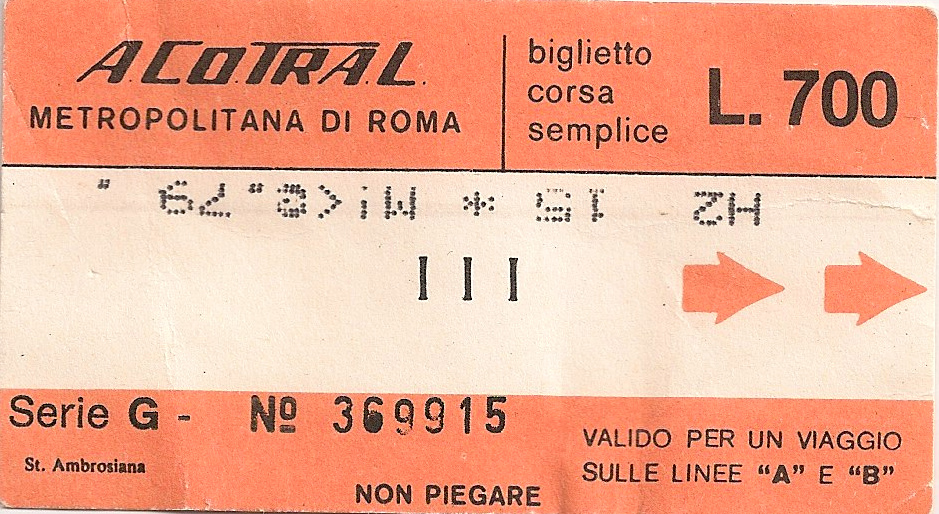 A.CO.TRA.L.
METROPOLITANA DI ROMA
biglietto
corsa
semplice
L. 700
III
Serie G - Nº 369915
St. Ambrosiana
NON PIEGARE
VALIDO PER UN VIAGGIO
SULLE LINEE "A" E "B"